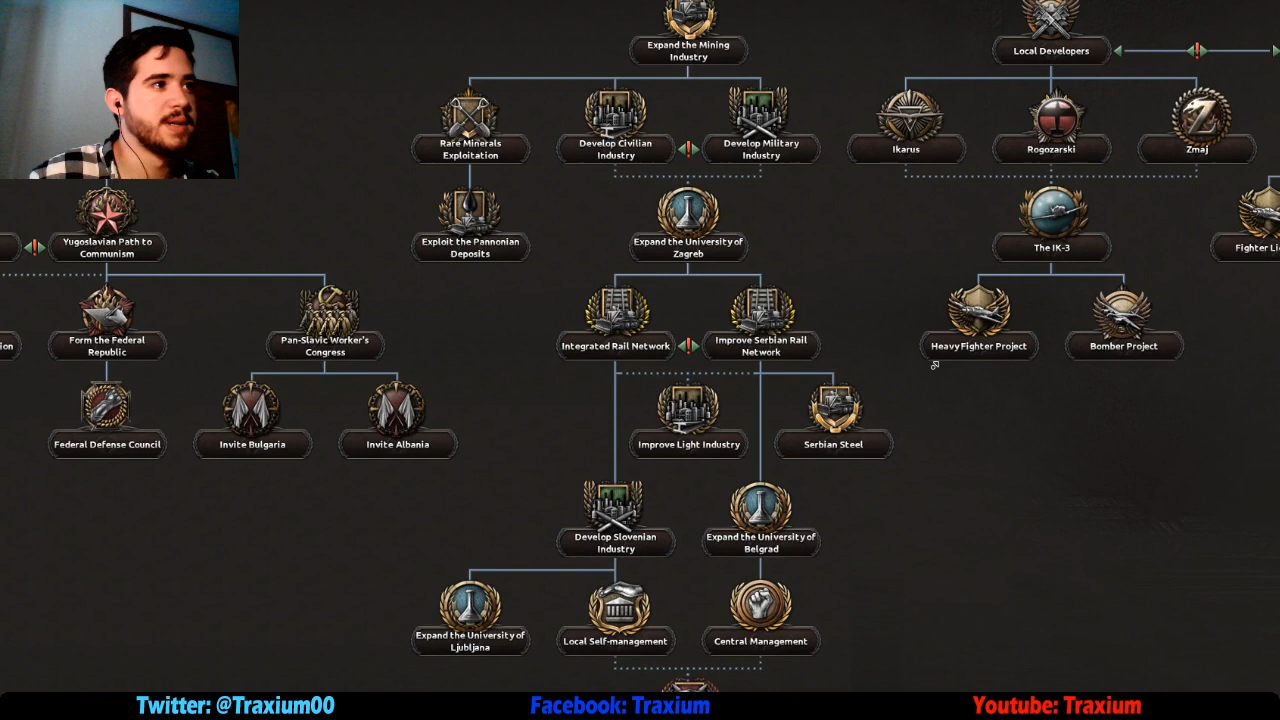 Expand the Mining
Industry
Local Developers
Rare Minerals
Exploitation
Develop Civilian
Industry
Develop Military
Industry
Ikarus
Rogozarski
Zmaj
Yugoslavian Path to
Communism
Exploit the Pannonian
Deposits
Expand the University of
Zagreb
The IK-3
Fighter
Form the Federal
Republic
Pan-Slavic Worker's
Congress
Integrated Rail Network
Improve Serbian Rail
Network
Heavy Fighter Project
Bomber Project
Federal Defense Council
Invite Bulgaria
Invite Albania
Improve Light Industry
Serbian Steel
Develop Slovenian
Industry
Expand the University of
Belgrad
Expand the University of
Ljubljana
Local Self-management
Central Management
Twitter: @Traxium00
Facebook: Traxium
Youtube: Traxium